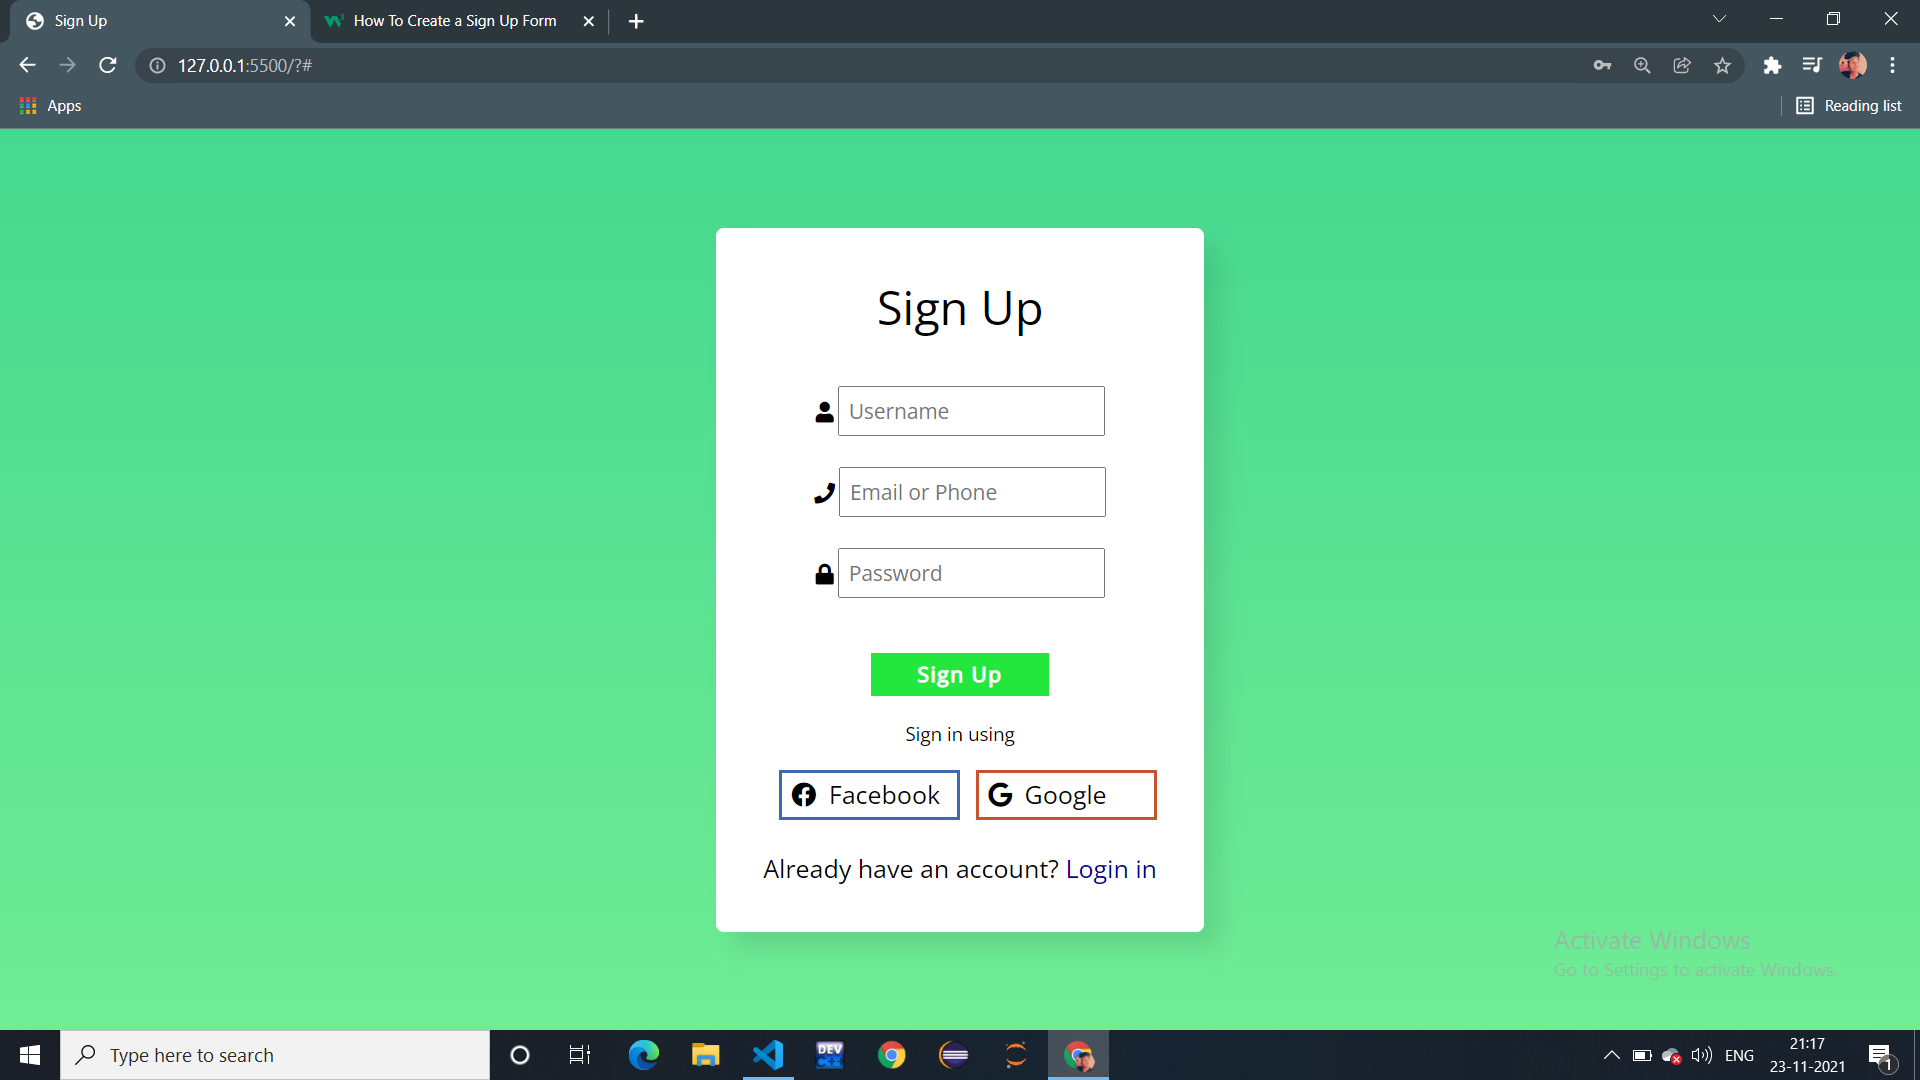 Sign Up
How To Create a Sign Up Form
127.0.0.1:5500/?#
Apps
Reading list
Sign Up
Username
Email or Phone
Password
Sign Up
Sign in using
Facebook
Google
Already have an account? Login in
Activate Windows
Go to Settings to activate Windows.
Type here to search
DEV
ENG
21:17
23-11-2021
1